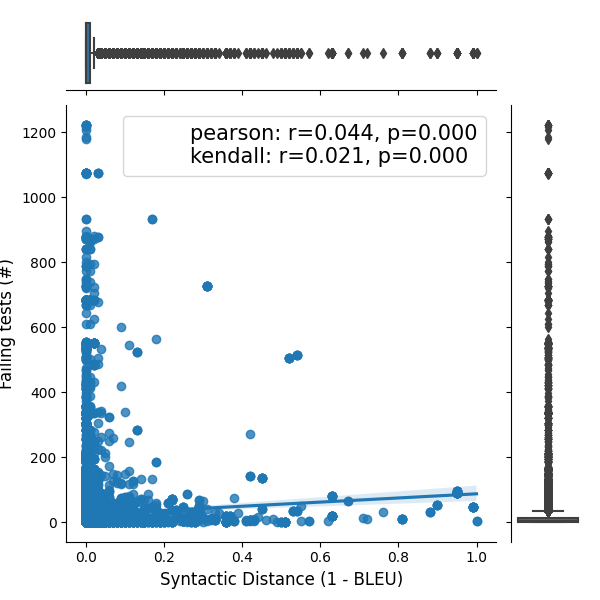 pearson: r=0.044, p=0.000
kendall: r=0.021, p=0.000
Failing tests (#)
1200
1000
800
600
400
200
0
0.0 0.2 0.4 0.6 0.8 1.0
Syntactic Distance (1 - BLEU)